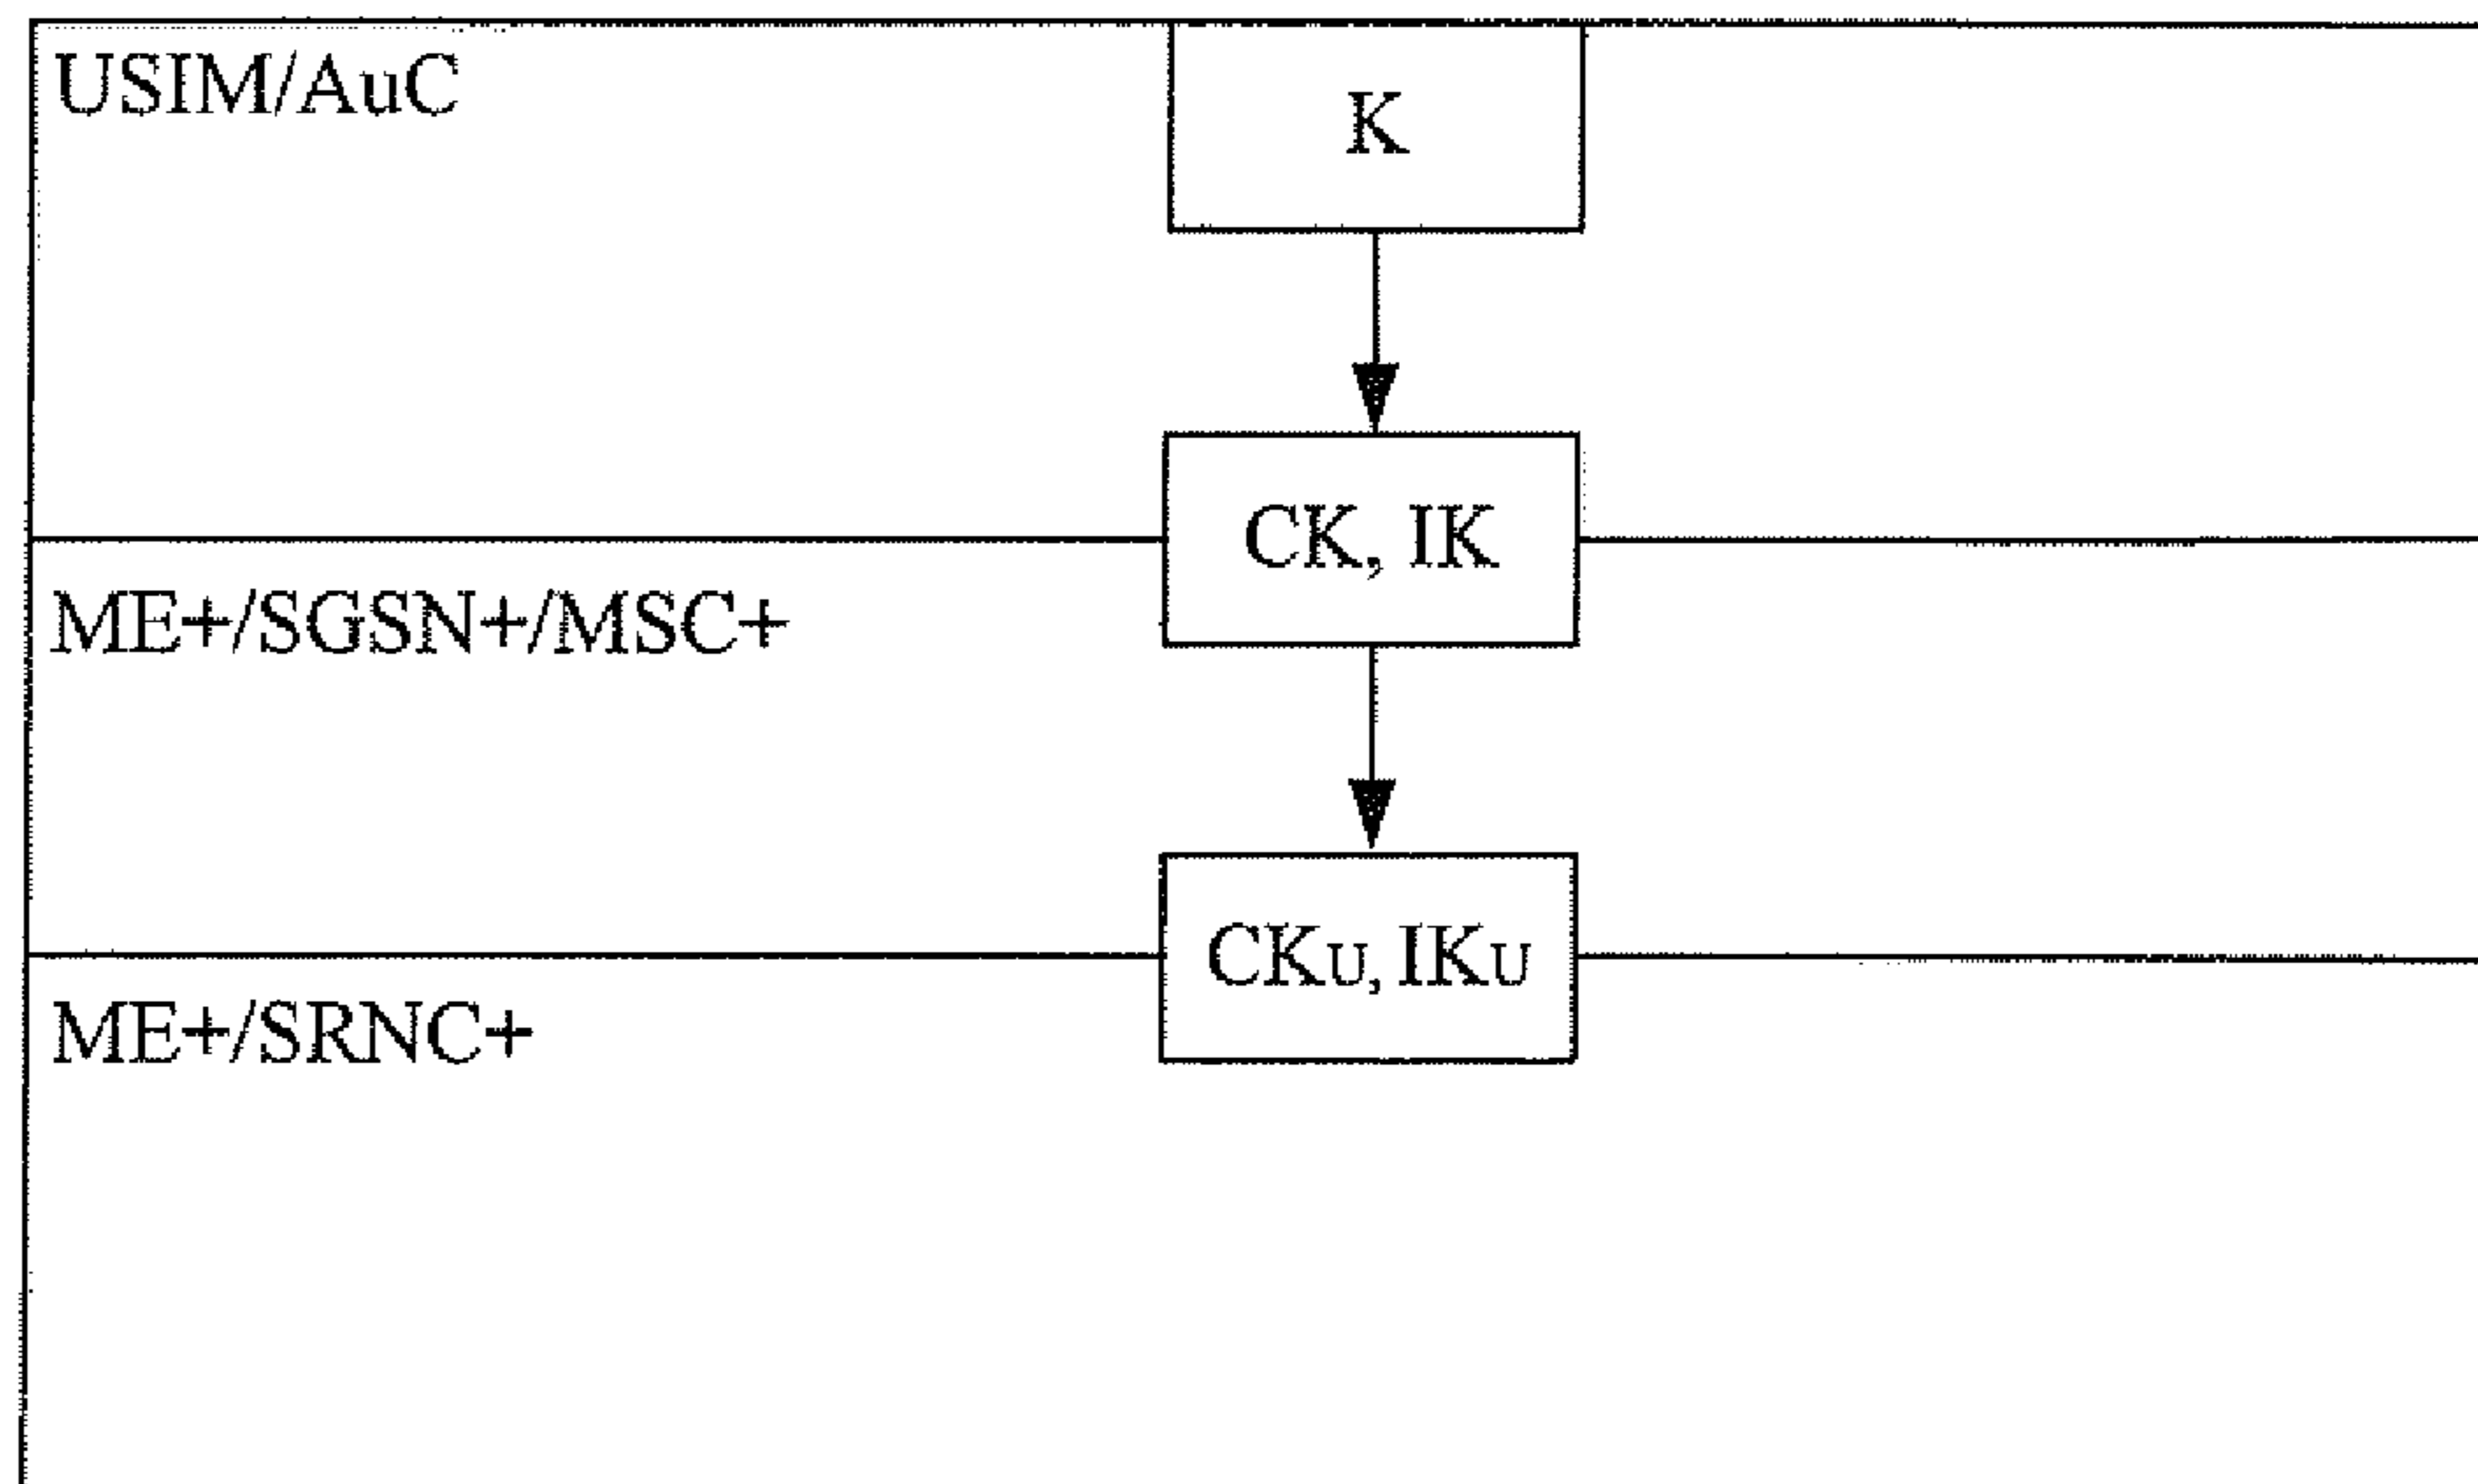 USIM/AuC
K
CK, IK
ME+/SGSN+/MSC+
CKU, IKU
ME+/SRNC+